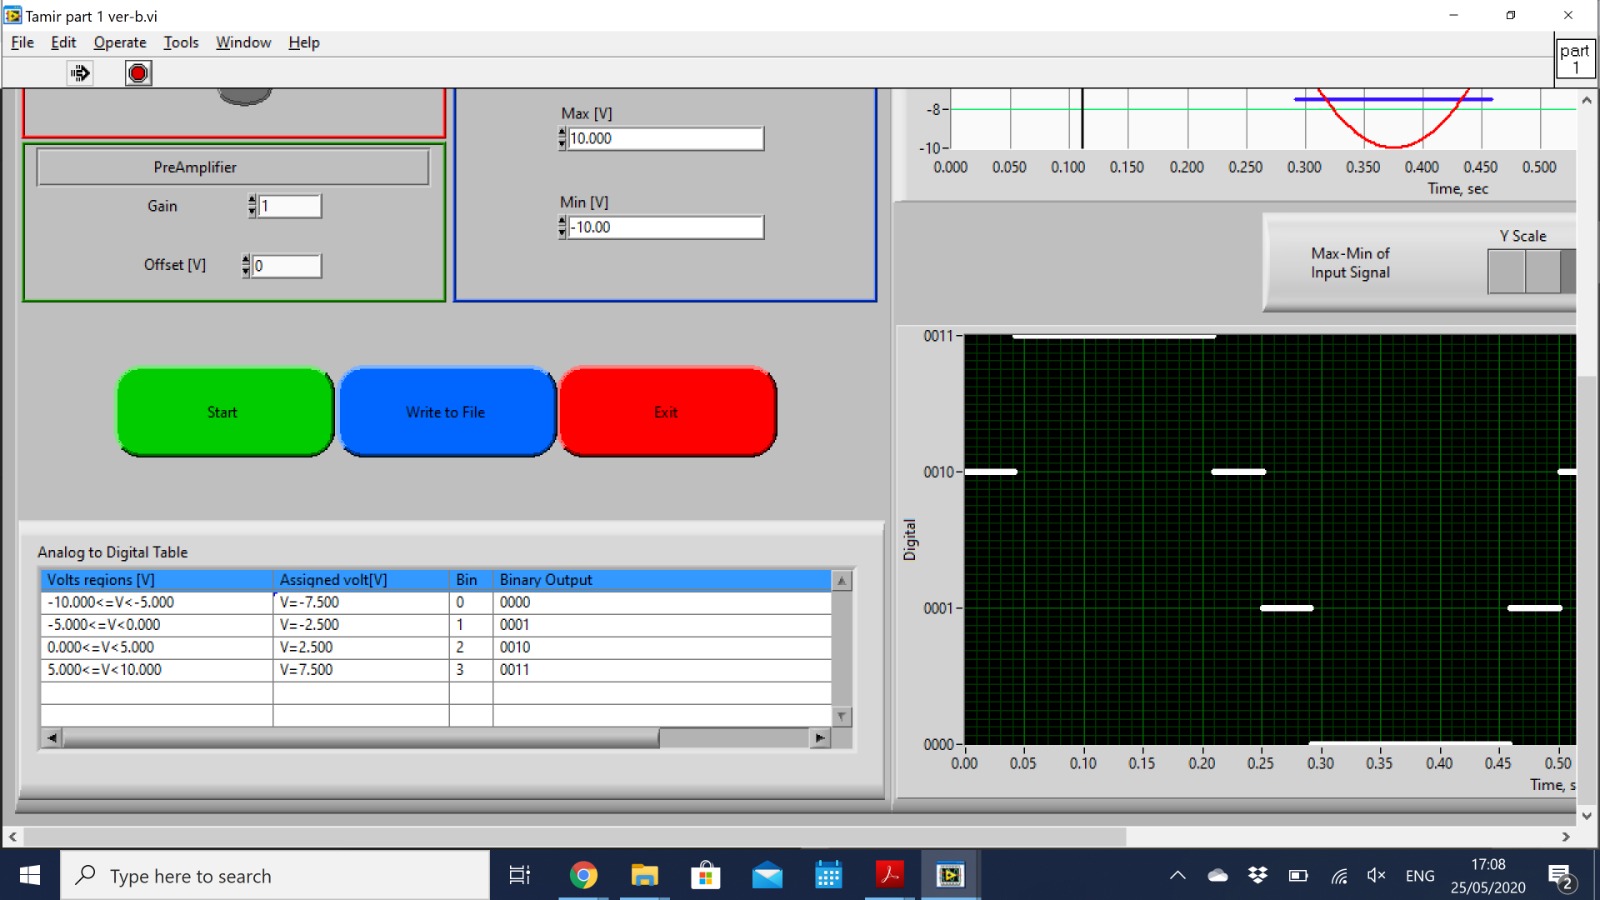 Tamir part 1 ver-b.vi
File Edit Operate Tools Window Help
part
1
PreAmplifier
Gain 1
Offset [V] 0
Max [V]
10.000
Min [V]
-10.00
-8
-10
0.000 0.050 0.100 0.150 0.200 0.250 0.300 0.350 0.400 0.450 0.500
Time, sec
Max-Min of
Input Signal
Y Scale
Start Write to File Exit
Analog to Digital Table
Volts regions [V] Assigned volt[V] Bin Binary Output
-10.000<=V<-5.000 V=-7.500 0 0000
-5.000<=V<0.000 V=-2.500 1 0001
0.000<=V<5.000 V=2.500 2 0010
5.000<=V<10.000 V=7.500 3 0011
0011
0010
0001
0000
Digital
0.00 0.05 0.10 0.15 0.20 0.25 0.30 0.35 0.40 0.45 0.50
Time, s
Type here to search
ENG
17:08
25/05/2020
2